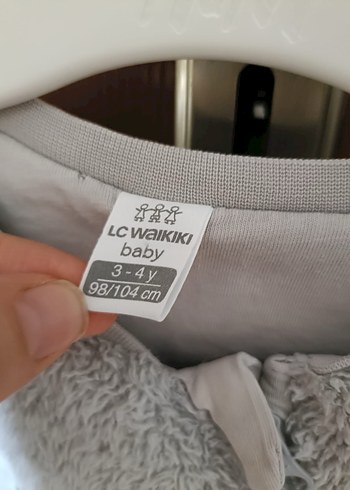 LC WAIKIKI
baby
3 - 4 y
98/104 cm